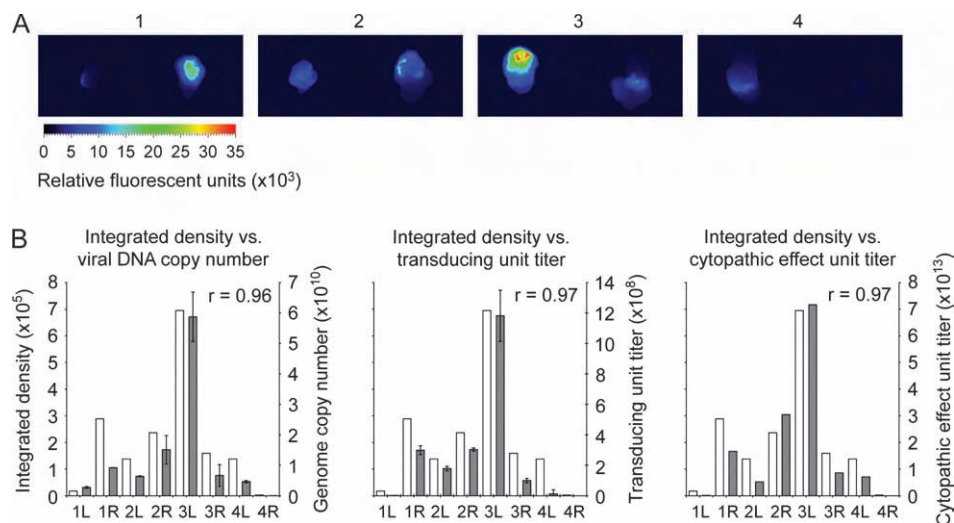 A
1 2 3 4
0 5 10 15 20 25 30 35
Relative fluorescent units (x10³)
B
Integrated density vs.
viral DNA copy number
r = 0.96
Integrated density (x10⁵)
8
7
6
5
4
3
2
1
0
Genome copy number (x10¹⁰)
7
6
5
4
3
2
1
0
1L 1R 2L 2R 3L 3R 4L 4R
Integrated density vs.
transducing unit titer
r = 0.97
Transducing unit titer (x10⁸)
14
12
10
8
6
4
2
0
1L 1R 2L 2R 3L 3R 4L 4R
Integrated density vs.
cytopathic effect unit titer
r = 0.97
Cytopathic effect unit titer (x10¹³)
8
7
6
5
4
3
2
1
0
1L 1R 2L 2R 3L 3R 4L 4R